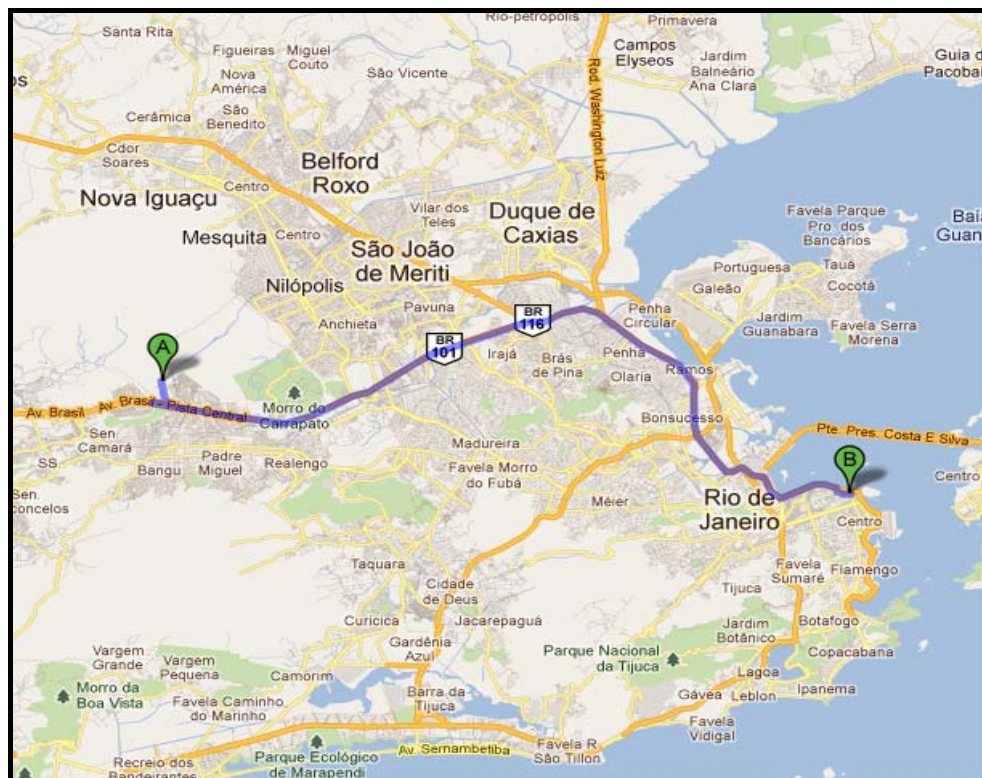 Rio-petrópolis
Primavera
Santa Rita
Figueiras
Miguel
Couto
São Vicente
Campos
Elyseos
Jardim
Balneário
Ana Clara
Guia d
Pacobai
os
Nova
América
São
Benedito
Cerâmica
Rod. Washington Luiz
Cdor
Soares
Belford
Roxo
Centro
Nova Iguaçu
Vilar dos
Teles
Duque de
Caxias
Favela Parque
Pro. dos
Bancários
Baía
Guan
Mesquita
Centro
São João
de Meriti
Portuguesa
Tauá
Galeão
Cocotá
Nilópolis
Pavuna
Jardim
Guanabara
Favela Serra
Morena
Anchieta
BR
116
BR
101
Penha
Circular
Irajá
Brás
de Pina
Penha
Olaria
Ramos
A
Morro do
Carrapato
Av. Brasil
Av. Brasil - Pista Central
Bonsucesso
Sen.
Camará
Padre
Miguel
Bangu
Realengo
Madureira
Favela Morro
do Fubá
Pte. Pres. Costa E Silva
SS.
Sen.
concelos
Méier
B
Centro
Rio de
Janeiro
Centro
Taquara
Cidade
de Deus
Tijuca
Favela
Sumaré
Flamengo
Curicica
Jacarepaguá
Jardim
Botânico
Botafogo
Gardênia
Azul
Parque Nacional
da Tijuca
Copacabana
Vargem
Grande
Vargem
Pequena
Camorim
Lagoa
Leblon
Ipanema
Morro da
Boa Vista
Favela Caminho
do Marinho
Barra da
Tijuca
Gávea
Favela
Vidigal
Av. Sernambetiba
Favela R
São Tillon
Recreio dos
Bandeirantes
Parque Ecológico
de Marapendi